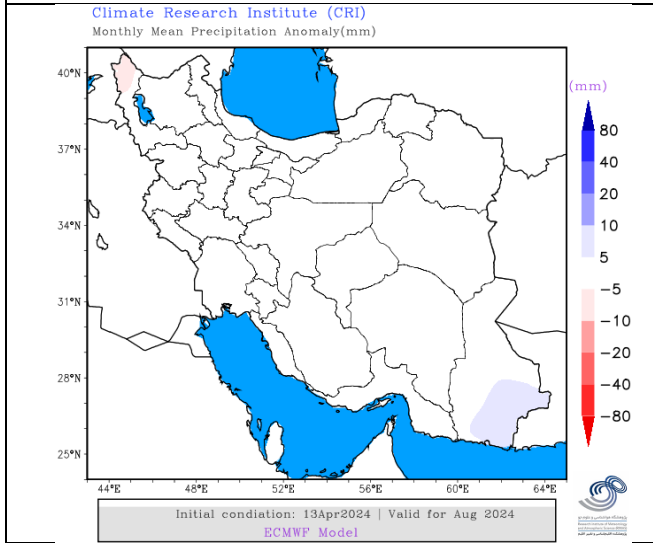 Climate Research Institute (CRI)
Monthly Mean Precipitation Anomaly(mm)
40°N
37°N
34°N
31°N
28°N
25°N
44°E
48°E
52°E
56°E
60°E
64°E
(mm)
80
40
20
10
5
−5
−10
−20
−40
−80
Initial condiation: 13Apr2024 | Valid for Aug 2024
ECMWF Model